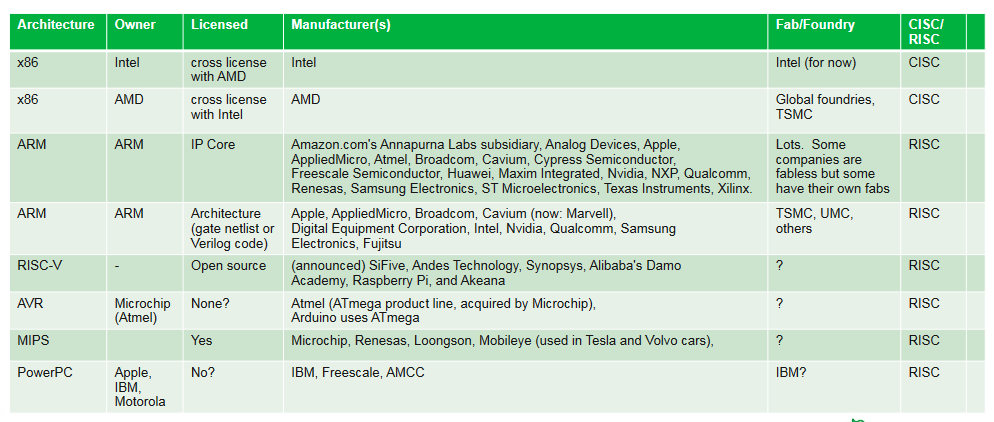 Architecture Owner Licensed Manufacturer(s) Fab/Foundry CISC/
RISC
x86 Intel cross license Intel Intel (for now) CISC
with AMD
x86 AMD cross license AMD Global foundries, CISC
with Intel TSMC
ARM ARM IP Core Amazon.com's Annapurna Labs subsidiary, Analog Devices, Apple, Lots. Some RISC
AppliedMicro, Atmel, Broadcom, Cavium, Cypress Semiconductor, companies are
Freescale Semiconductor, Huawei, Maxim Integrated, Nvidia, NXP, Qualcomm, fabless but some
Renesas, Samsung Electronics, ST Microelectronics, Texas Instruments, Xilinx. have their own fabs
ARM ARM Architecture Apple, AppliedMicro, Broadcom, Cavium (now: Marvell), TSMC, UMC, RISC
(gate netlist or Digital Equipment Corporation, Intel, Nvidia, Qualcomm, Samsung others
Verilog code) Electronics, Fujitsu
RISC-V - Open source (announced) SiFive, Andes Technology, Synopsys, Alibaba's Damo ? RISC
Academy, Raspberry Pi, and Akeana
AVR Microchip None? Atmel (ATmega product line, acquired by Microchip), ? RISC
(Atmel) Arduino uses ATmega
MIPS Yes Microchip, Renesas, Loongson, Mobileye (used in Tesla and Volvo cars), ? RISC
PowerPC Apple, No? IBM, Freescale, AMCC IBM? RISC
IBM,
Motorola